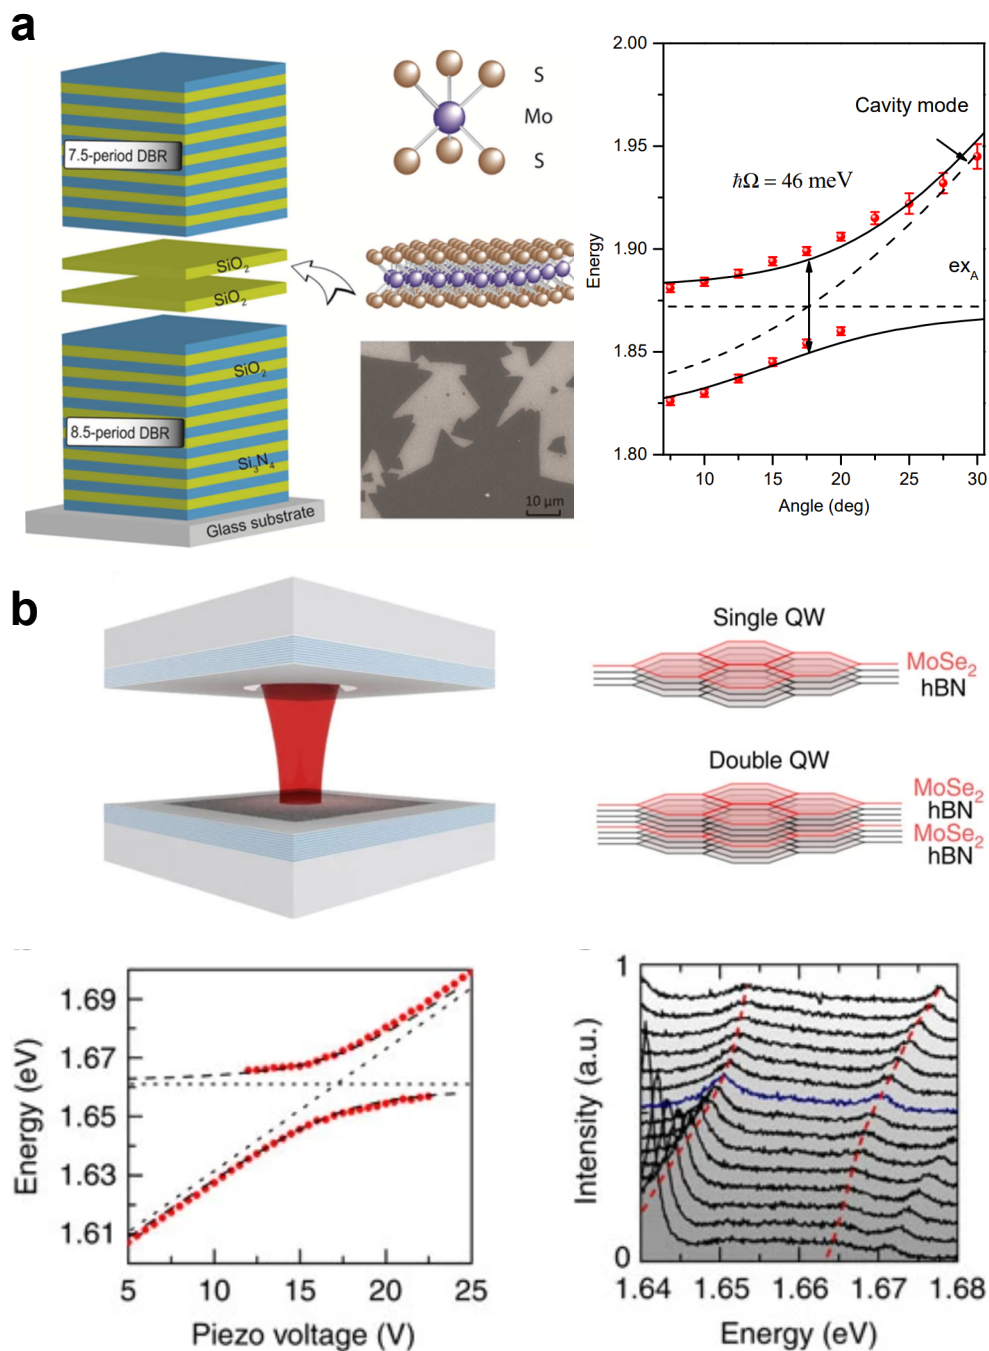 a
7.5-period DBR
SiO2
SiO2
SiO2
8.5-period DBR
Si3N4
Glass substrate
S
Mo
S
10 μm
2.00
1.95
1.90
1.85
1.80
Energy
Cavity mode
ħΩ = 46 meV
exA
10 15 20 25 30
Angle (deg)
b
Single QW
MoSe2
hBN
Double QW
MoSe2
hBN
MoSe2
hBN
1.69
1.67
1.65
1.63
1.61
Energy (eV)
5 10 15 20 25
Piezo voltage (V)
1
0
Intensity (a.u.)
1.64 1.65 1.66 1.67 1.68
Energy (eV)